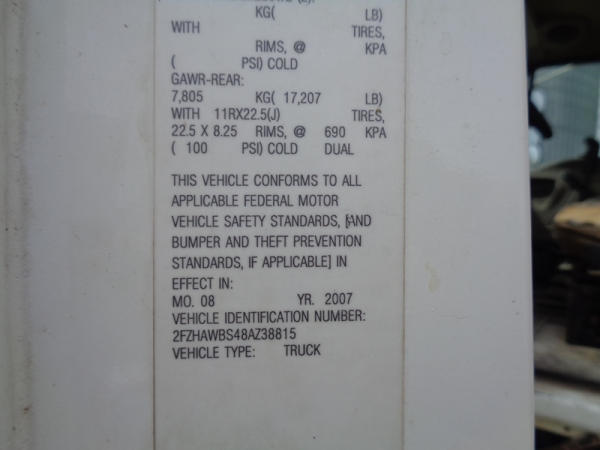 KG( LB)
WITH TIRES,
RIMS, @ KPA
( PSI) COLD
GAWR-REAR:
7,805 KG( 17,207 LB)
WITH 11RX22.5(J) TIRES,
22.5 X 8.25 RIMS, @ 690 KPA
( 100 PSI) COLD DUAL
THIS VEHICLE CONFORMS TO ALL
APPLICABLE FEDERAL MOTOR
VEHICLE SAFETY STANDARDS, [AND
BUMPER AND THEFT PREVENTION
STANDARDS, IF APPLICABLE] IN
EFFECT IN:
MO. 08 YR. 2007
VEHICLE IDENTIFICATION NUMBER:
2FZHAWBS48AZ38815
VEHICLE TYPE: TRUCK